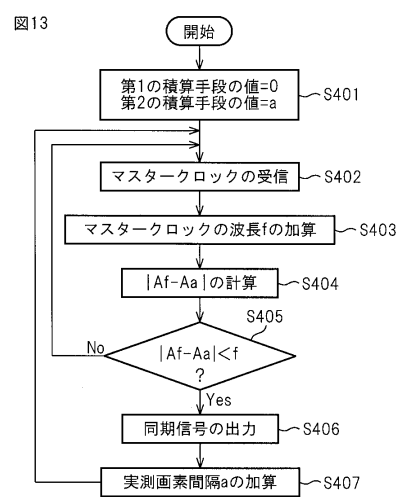 図13
開始
第1の積算手段の値=0
第2の積算手段の値=a
S401
マスタークロックの受信
S402
マスタークロックの波長fの加算
S403
|Af-Aa|の計算
S404
S405
|Af-Aa|<f
?
No
Yes
同期信号の出力
S406
実測画素間隔aの加算
S407